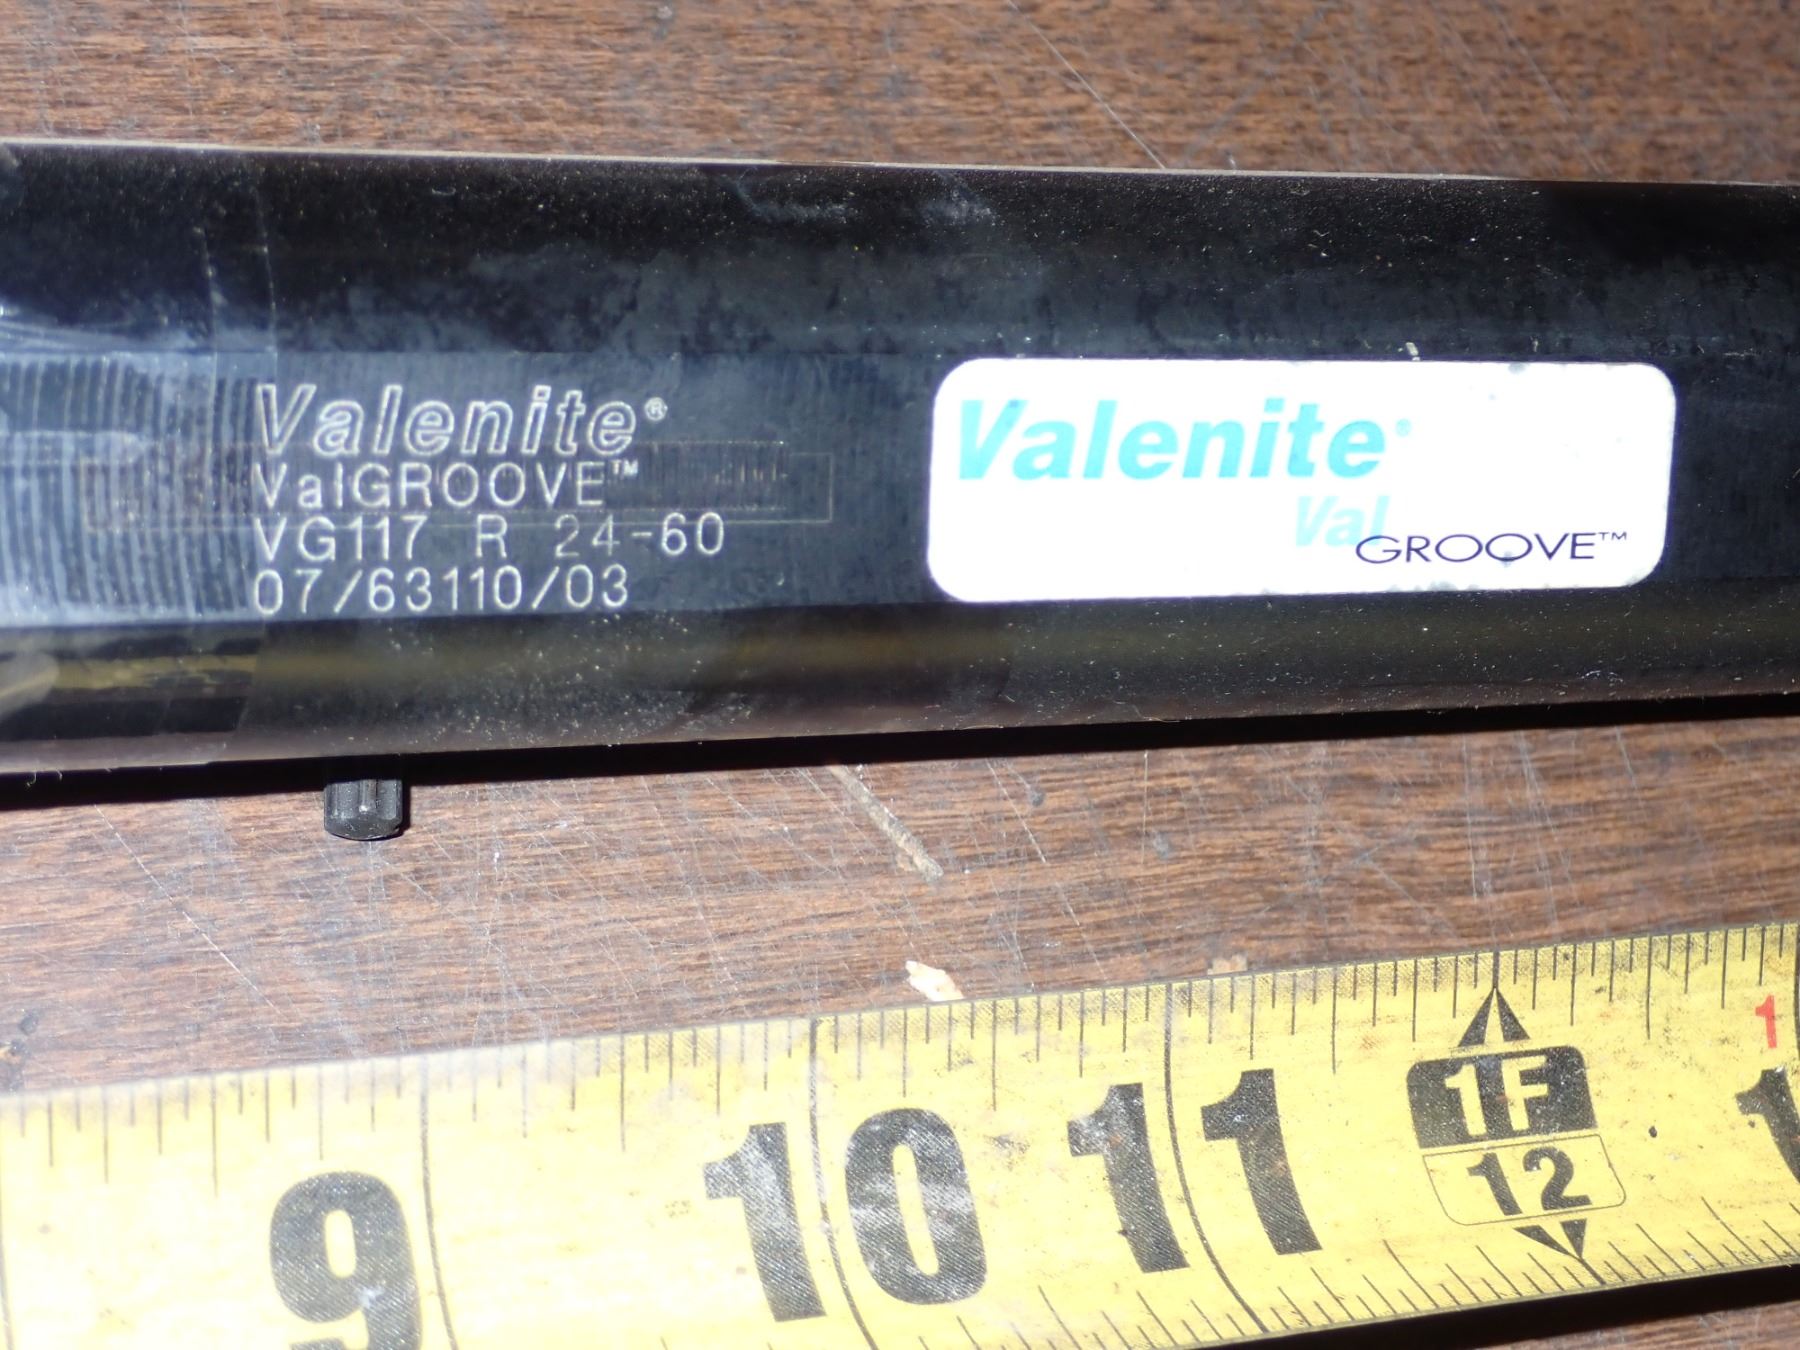 Valenite®
ValGROOVE™
VG117 R 24-60
07/63110/03
Valenite®
Val
GROOVE™
1F
9 10 11 12
1